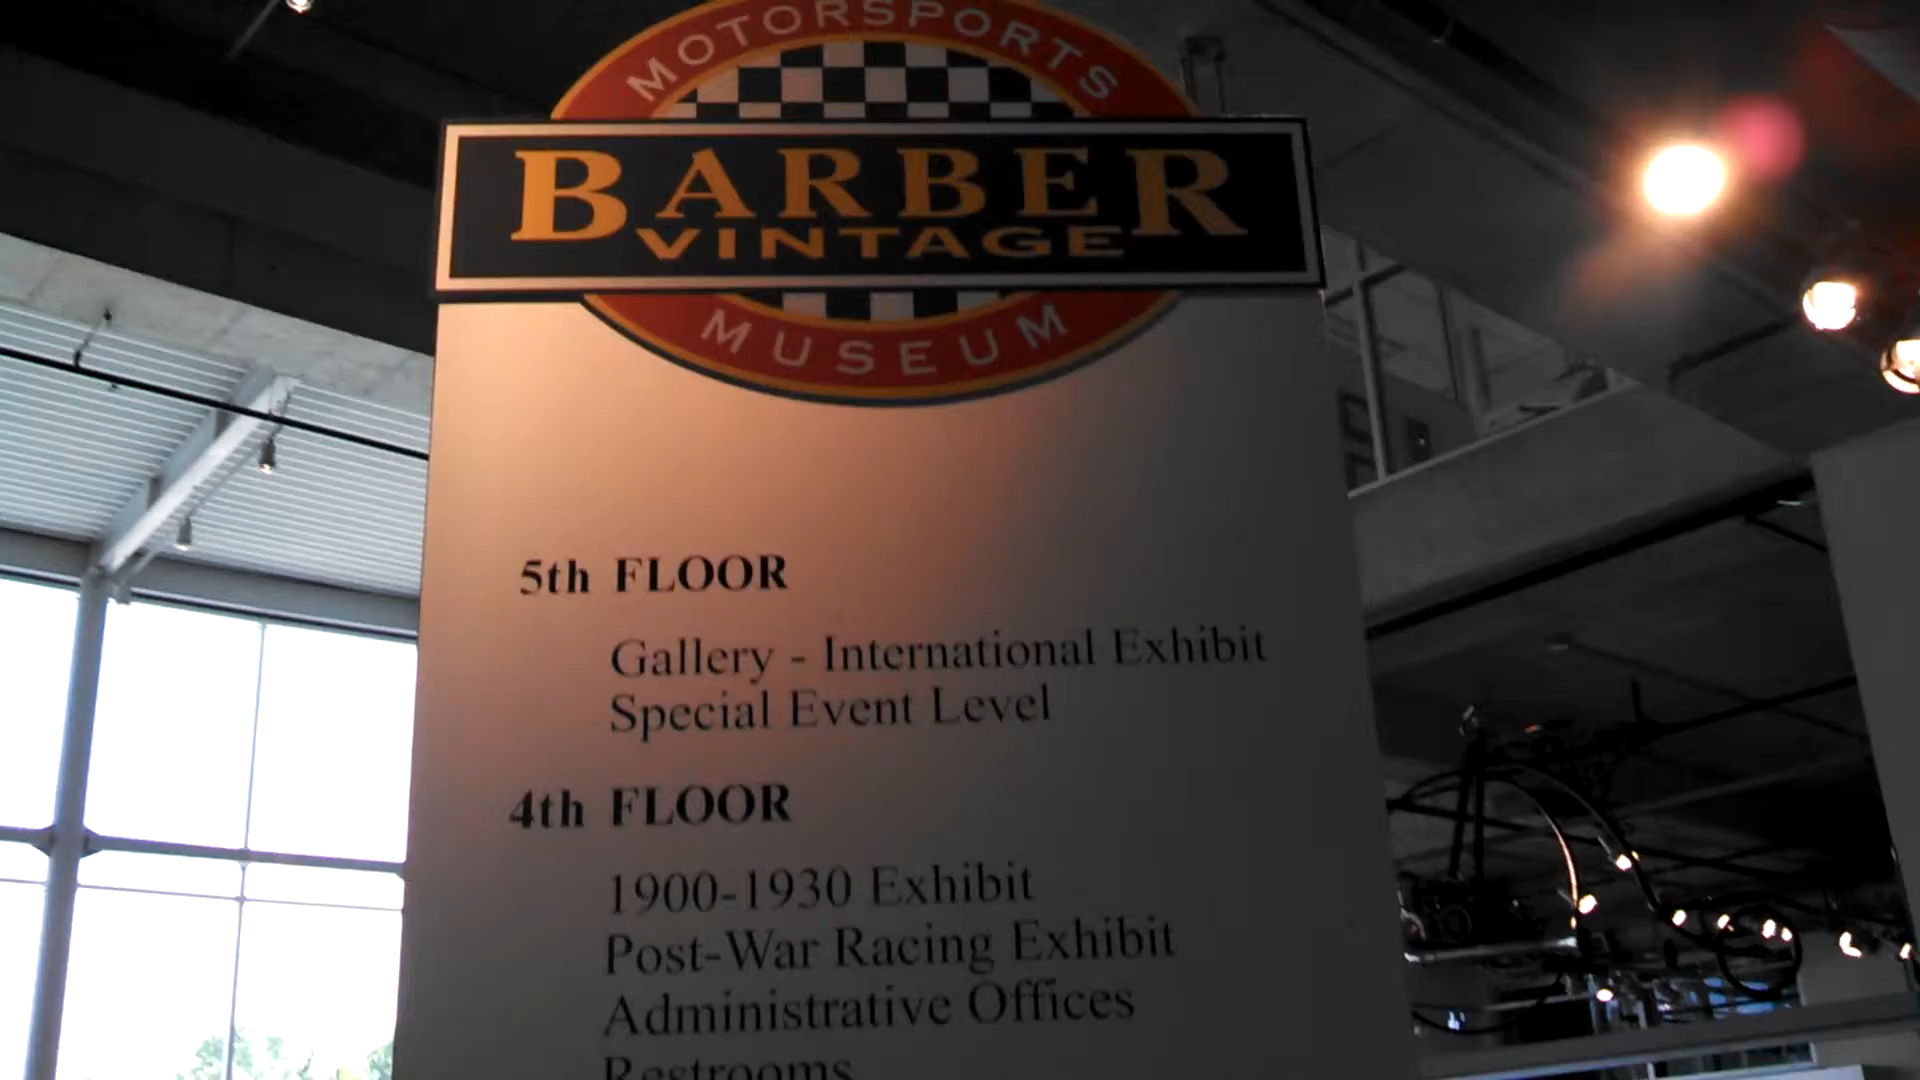 MOTORSPORTS
BARBER
VINTAGE
MUSEUM
5th FLOOR
Gallery - International Exhibit
Special Event Level
4th FLOOR
1900-1930 Exhibit
Post-War Racing Exhibit
Administrative Offices
Restrooms